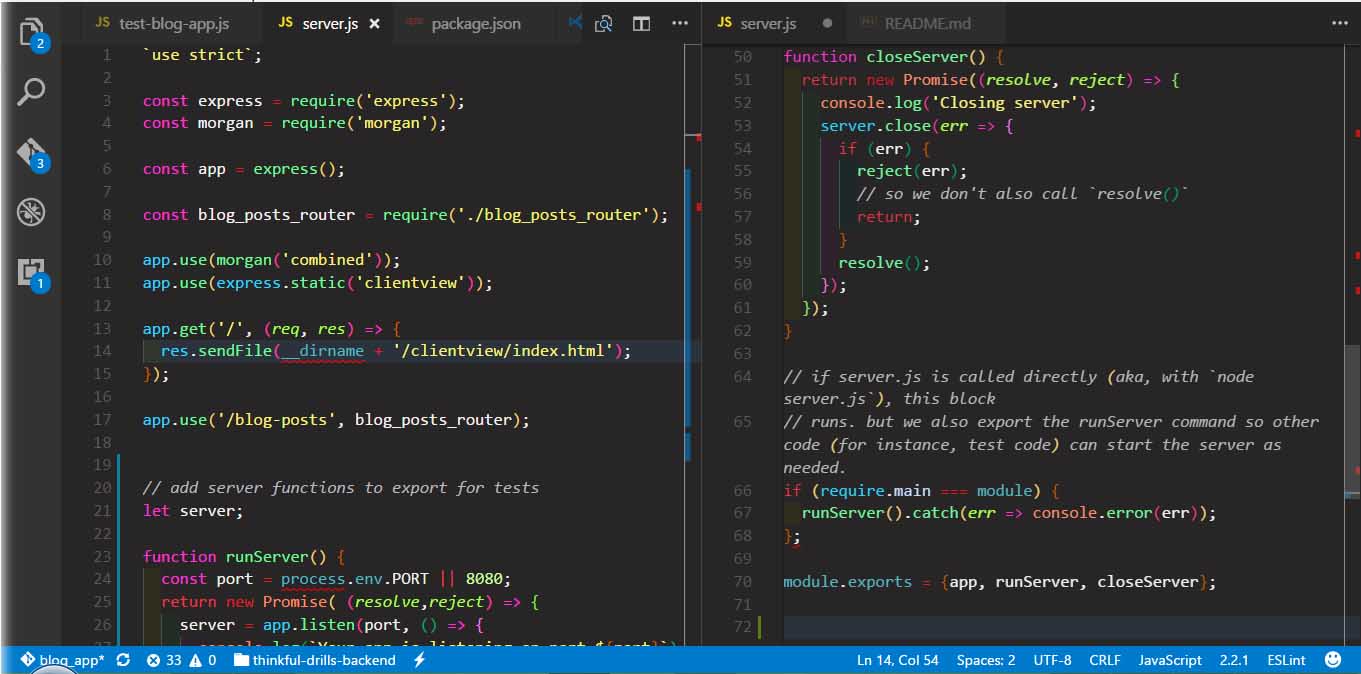 JS test-blog-app.js JS server.js × package.json ···
2
3
1
1 `use strict`;
2
3 const express = require('express');
4 const morgan = require('morgan');
5
6 const app = express();
7
8 const blog_posts_router = require('./blog_posts_router');
9
10 app.use(morgan('combined'));
11 app.use(express.static('clientview'));
12
13 app.get('/', (req, res) => {
14 res.sendFile(__dirname + '/clientview/index.html');
15 });
16
17 app.use('/blog-posts', blog_posts_router);
18
19
20 // add server functions to export for tests
21 let server;
22
23 function runServer() {
24 const port = process.env.PORT || 8080;
25 return new Promise( (resolve,reject) => {
26 server = app.listen(port, () => {
27 console.log(`Your app is listening on port ${port}`)
JS server.js ● README.md ···
50 function closeServer() {
51 return new Promise((resolve, reject) => {
52 console.log('Closing server');
53 server.close(err => {
54 if (err) {
55 reject(err);
56 // so we don't also call `resolve()`
57 return;
58 }
59 resolve();
60 });
61 });
62 }
63
64 // if server.js is called directly (aka, with `node
server.js`), this block
65 // runs. but we also export the runServer command so other
code (for instance, test code) can start the server as
needed.
66 if (require.main === module) {
67 runServer().catch(err => console.error(err));
68 };
69
70 module.exports = {app, runServer, closeServer};
71
72
blog_app* 33 0 thinkful-drills-backend Ln 14, Col 54 Spaces: 2 UTF-8 CRLF JavaScript 2.2.1 ESLint